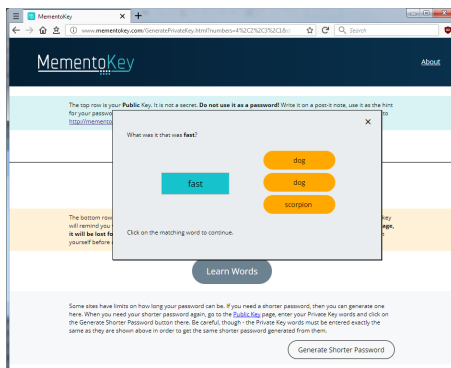 MementoKey
www.mementokey.com/GeneratePrivateKey.html?numbers=4%2C2%2C3%2C1&
Search
MementoKey
About
The top row is your Public Key. It is not a secret. Do not use it as a password! Write it on a post-it note, use it as the hint
for your passwo
to
http://memento
What was it that was fast?
dog
fast
dog
scorpion
Click on the matching word to continue.
The bottom row
key
will remind you
age,
it will be lost fo
yourself before
Learn Words
Some sites have limits on how long your password can be. If you need a shorter password, then you can generate one
here. When you need your shorter password again, go to the Public Key page, enter your Private Key words and click on
the Generate Shorter Password button there. Be careful, though - the Private Key words must be entered exactly the
same as they are shown above in order to get the same shorter password generated from them.
Generate Shorter Password